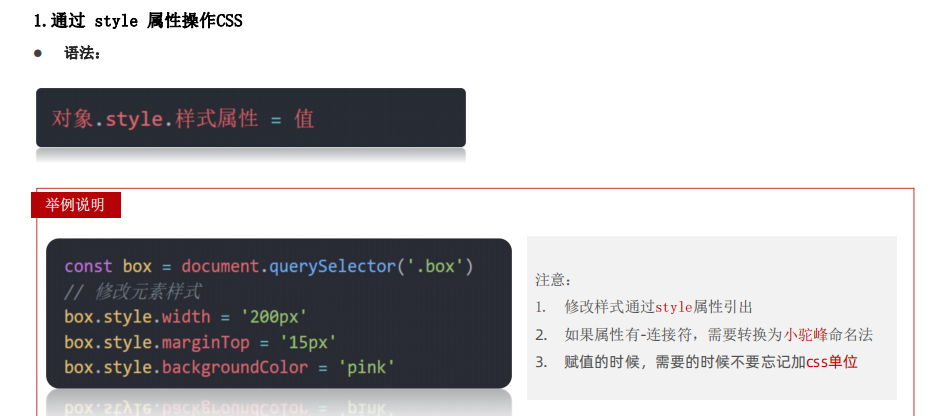 1.通过 style 属性操作CSS
● 语法：
对象.style.样式属性 = 值
举例说明
const box = document.querySelector('.box')
// 修改元素样式
box.style.width = '200px'
box.style.marginTop = '15px'
box.style.backgroundColor = 'pink'
注意：
1. 修改样式通过style属性引出
2. 如果属性有-连接符，需要转换为小驼峰命名法
3. 赋值的时候，需要的时候不要忘记加css单位